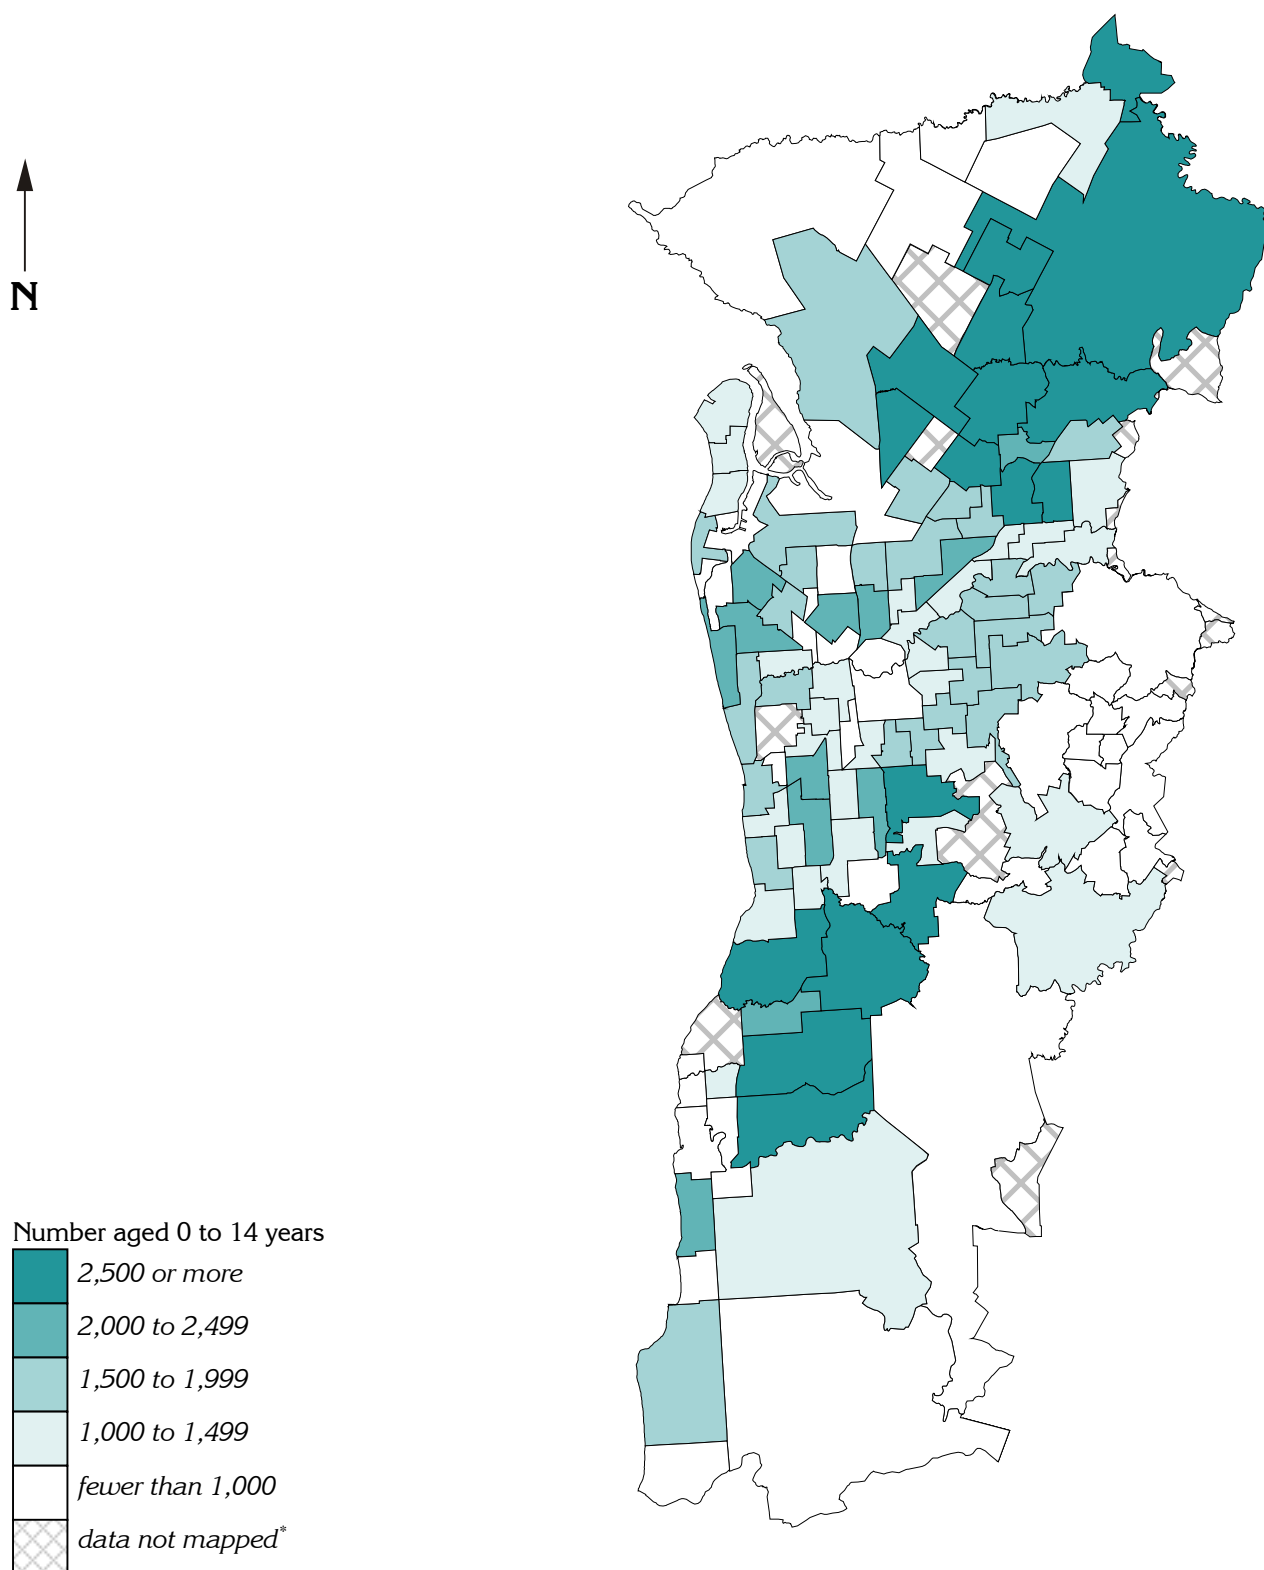 N
Number aged 0 to 14 years
2,500 or more
2,000 to 2,499
1,500 to 1,999
1,000 to 1,499
fewer than 1,000
data not mapped*